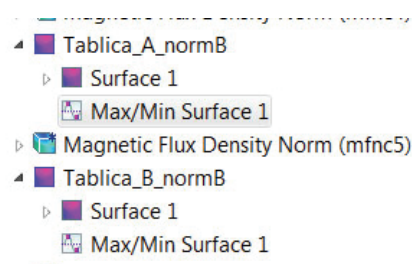 Tablica_A_normB
Surface 1
Max/Min Surface 1
Magnetic Flux Density Norm (mfnc5)
Tablica_B_normB
Surface 1
Max/Min Surface 1